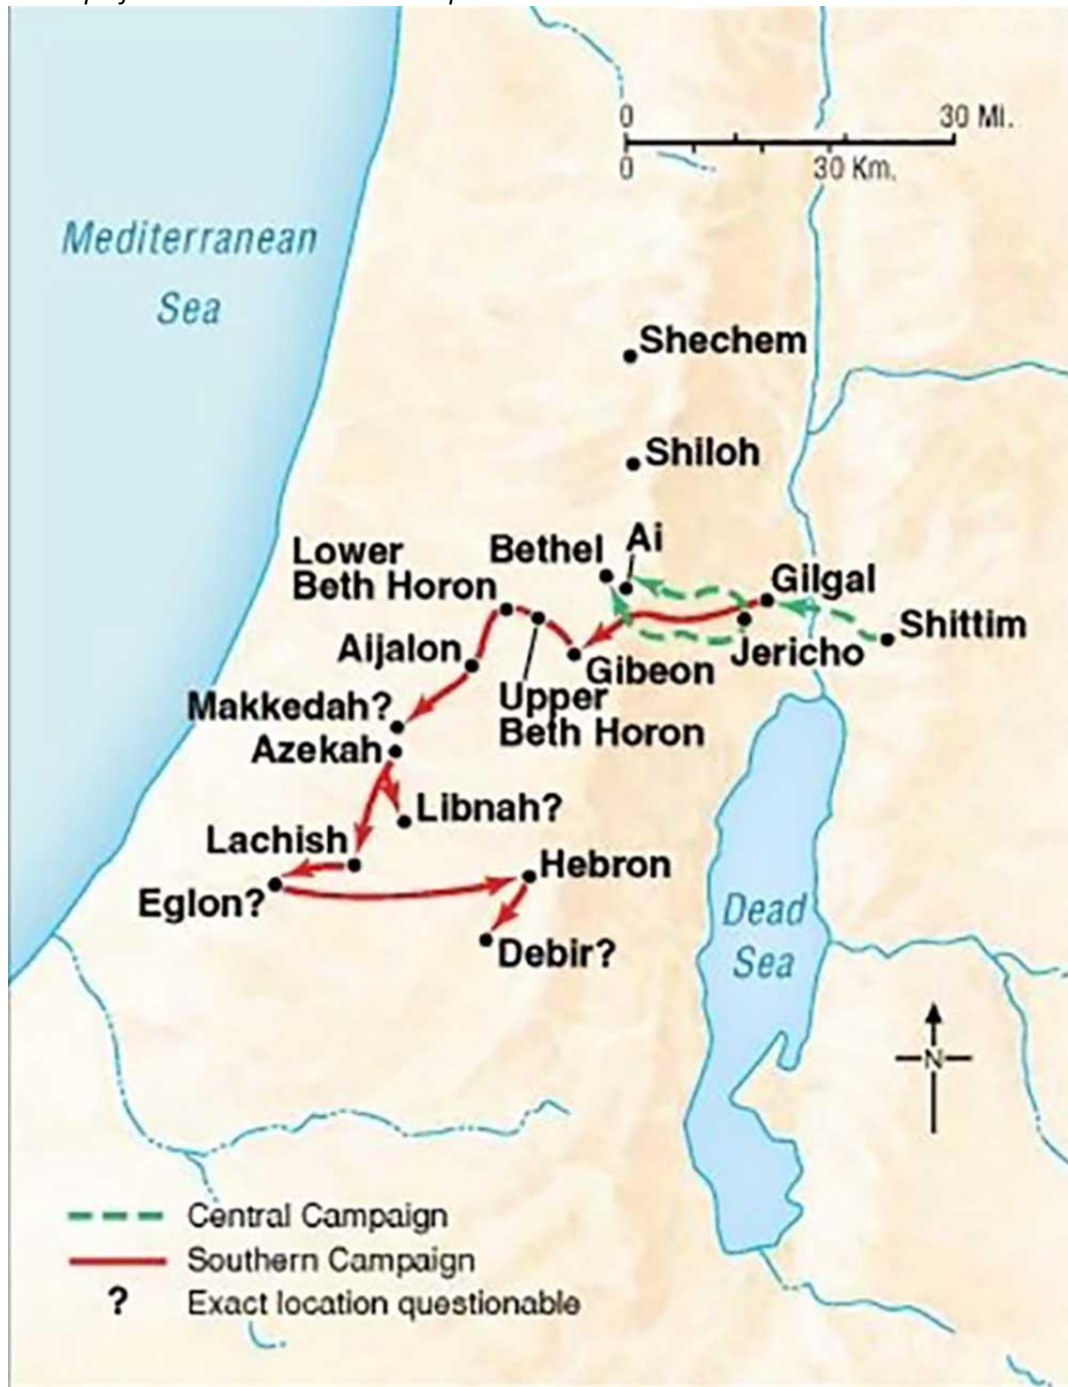 0
30 MI.
0
30 Km.
Mediterranean
Sea
Shechem
Shiloh
Ai
Bethel
Lower
Beth Horon
Gilgal
Shittim
Aijalon
Jericho
Gibeon
Upper
Beth Horon
Makkedah?
Azekah
Libnah?
Lachish
Hebron
Eglon?
Debir?
Dead
Sea
N
Central Campaign
Southern Campaign
? Exact location questionable